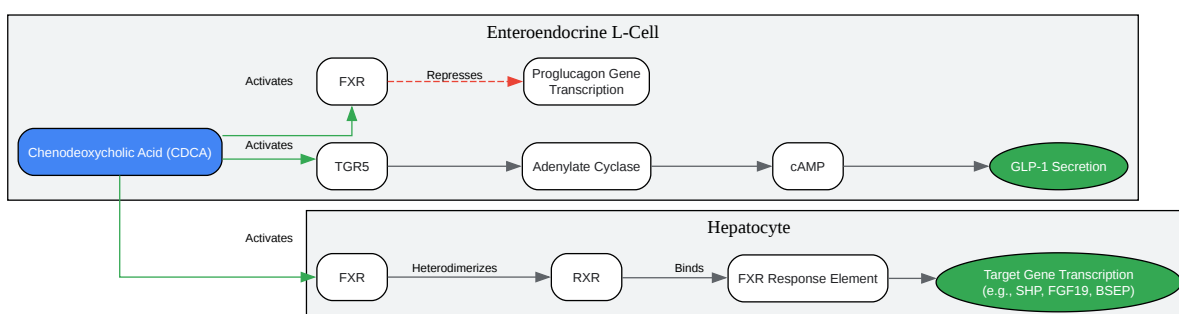 Enteroendocrine L-Cell
Activates
FXR
Represses
Proglucagon Gene
Transcription
Chenodeoxycholic Acid (CDCA)
Activates
TGR5
Adenylate Cyclase
cAMP
GLP-1 Secretion
Hepatocyte
Activates
FXR
Heterodimerizes
RXR
Binds
FXR Response Element
Target Gene Transcription
(e.g., SHP, FGF19, BSEP)